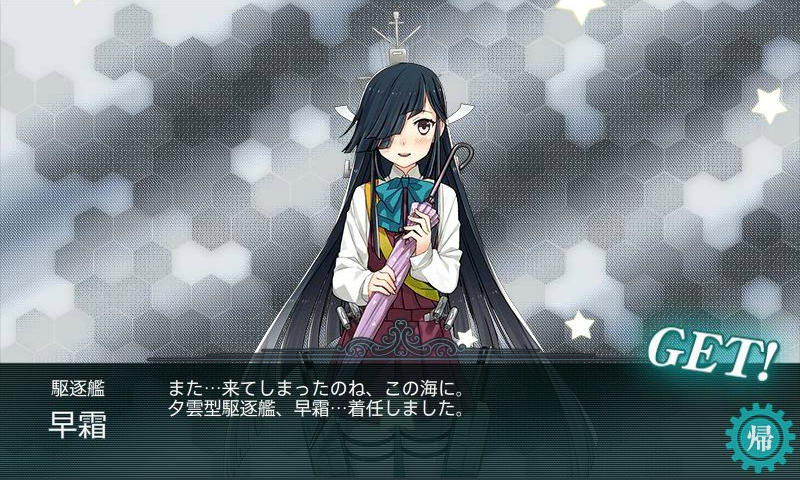 GET!
駆逐艦
早霜
また…来てしまったのね、この海に。
夕雲型駆逐艦、早霜…着任しました。
帰